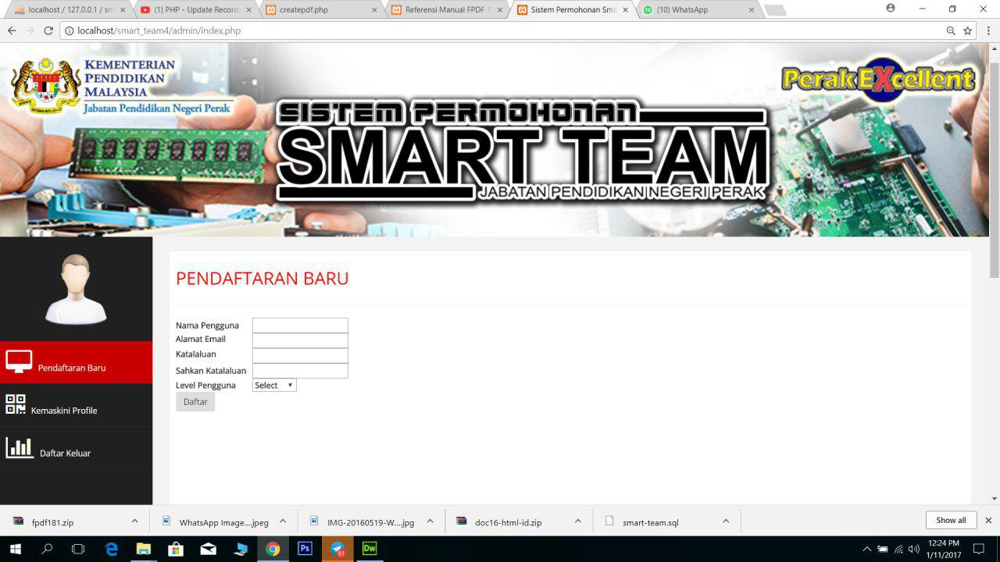 localhost / 127.0.0.1 / sm
(1) PHP - Update Record
createpdf.php
Referensi Manual FPDF 1
Sistem Permohonan Sma
(10) WhatsApp
localhost/smart_team4/admin/index.php
KEMENTERIAN
PENDIDIKAN
MALAYSIA
Jabatan Pendidikan Negeri Perak
Perak EXcellent
SISTEM PERMOHONAN
SMART TEAM
JABATAN PENDIDIKAN NEGERI PERAK
PENDAFTARAN BARU
Nama Pengguna
Alamat Email
Katalaluan
Sahkan Katalaluan
Level Pengguna Select
Daftar
Pendaftaran Baru
Kemaskini Profile
Daftar Keluar
fpdf181.zip
WhatsApp Image....jpeg
IMG-20160519-W....jpg
doc16-html-id.zip
smart-team.sql
Show all
Ps
91
Dw
12:24 PM
1/11/2017